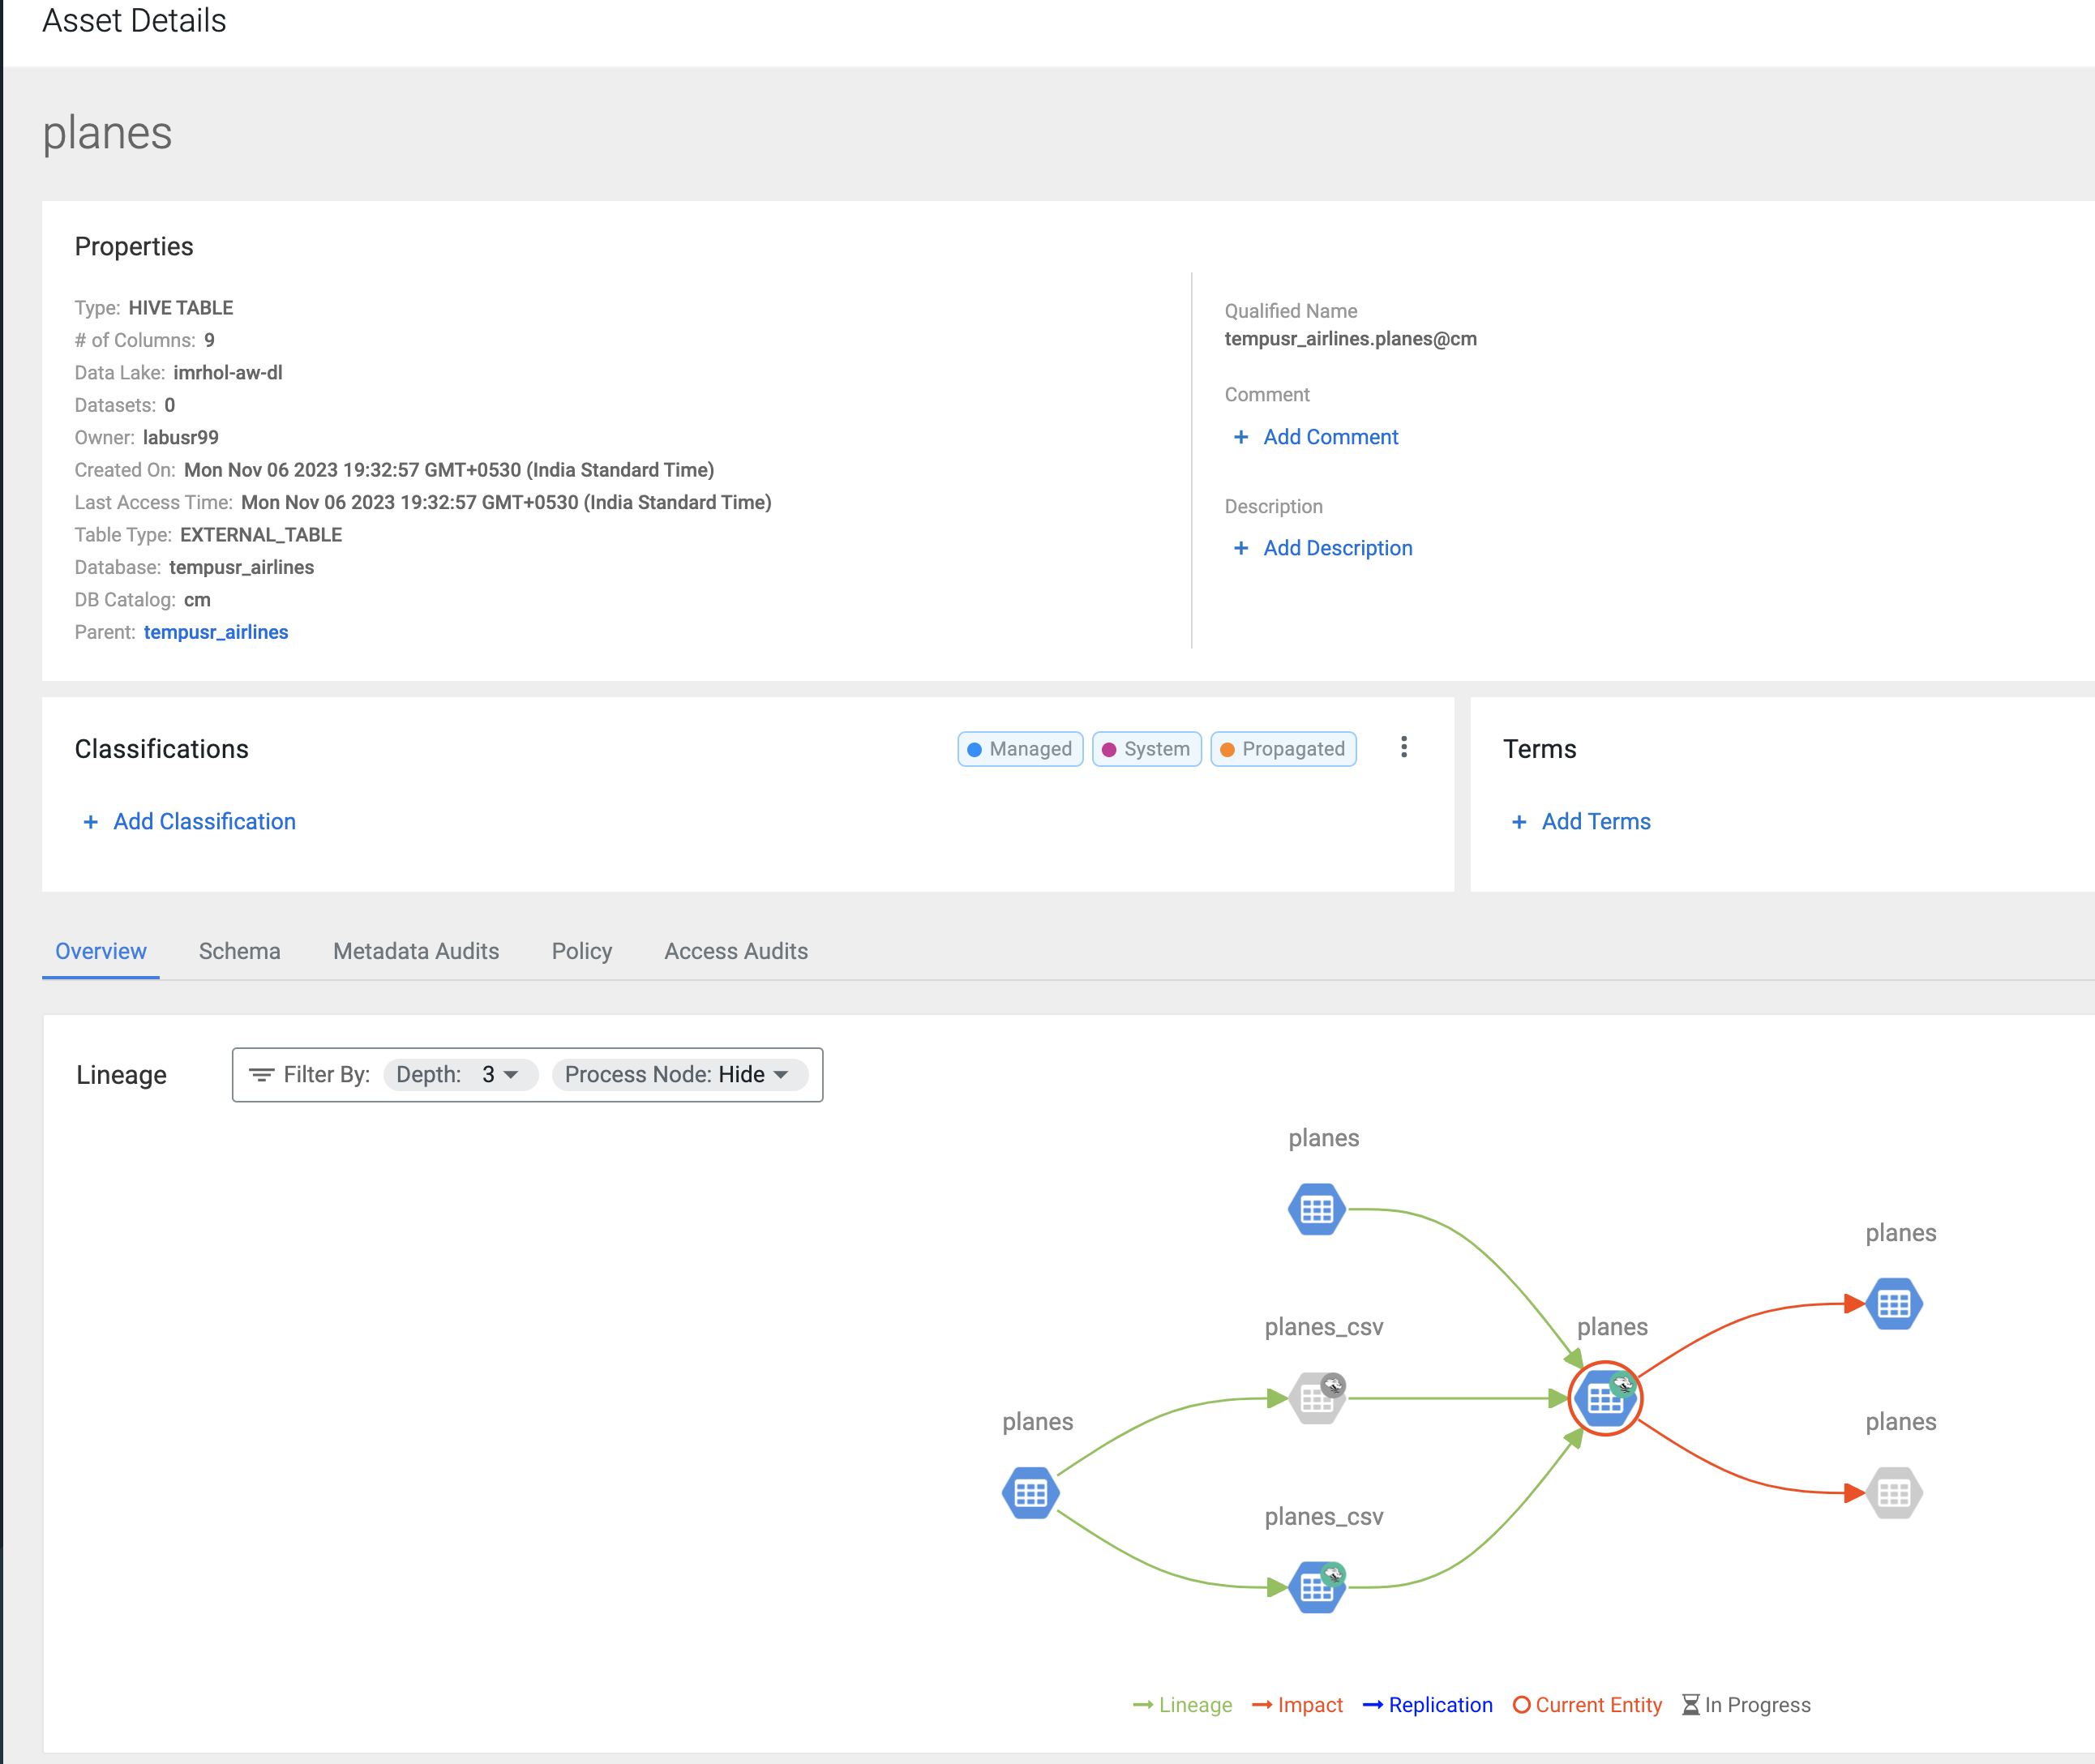 Asset Details
planes
Properties
Type: HIVE TABLE
# of Columns: 9
Data Lake: imrhol-aw-dl
Datasets: 0
Owner: labusr99
Created On: Mon Nov 06 2023 19:32:57 GMT+0530 (India Standard Time)
Last Access Time: Mon Nov 06 2023 19:32:57 GMT+0530 (India Standard Time)
Table Type: EXTERNAL_TABLE
Database: tempusr_airlines
DB Catalog: cm
Parent: tempusr_airlines
Qualified Name
tempusr_airlines.planes@cm
Comment
+ Add Comment
Description
+ Add Description
Classifications
Managed System Propagated
+ Add Classification
Terms
+ Add Terms
Overview Schema Metadata Audits Policy Access Audits
Lineage Filter By: Depth: 3 Process Node: Hide
planes
planes
planes_csv planes
planes planes
planes_csv
Lineage Impact Replication Current Entity In Progress